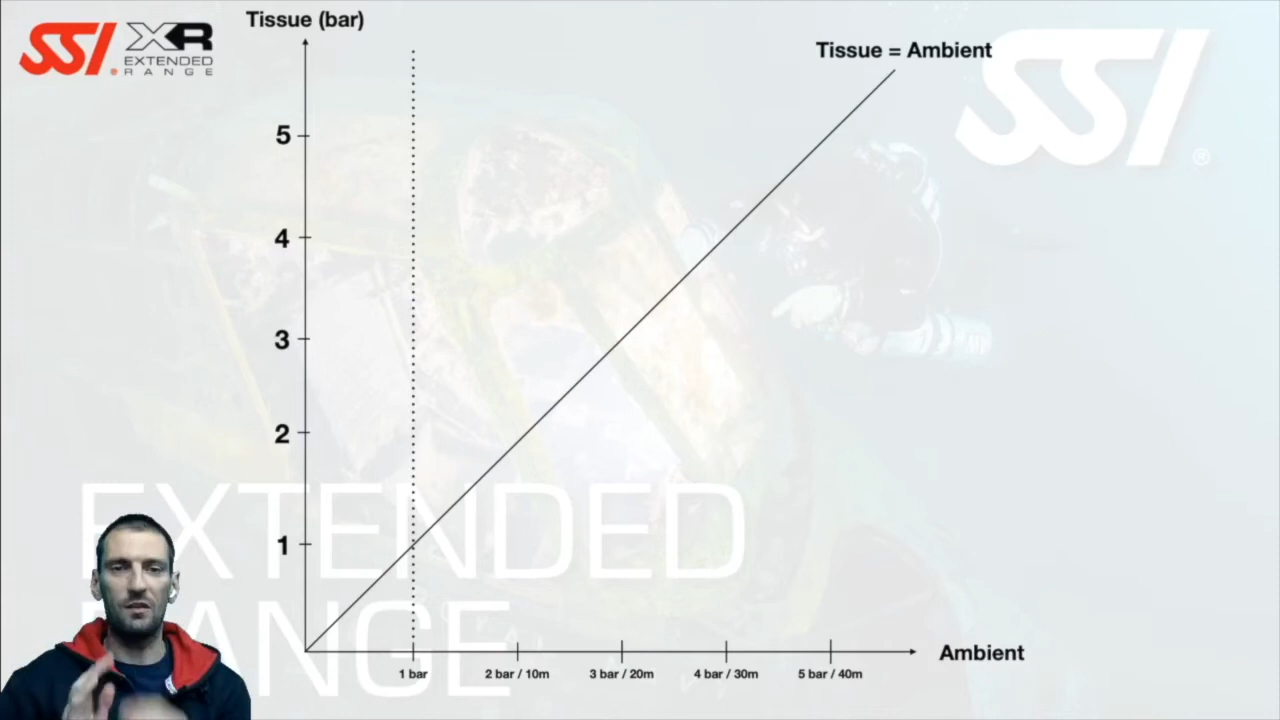 SSI
®
XR
EXTENDED
RANGE
Tissue (bar)
Tissue = Ambient
SSI
®
5
4
3
2
1
EXTENDED
RANGE
Ambient
1 bar
2 bar / 10m
3 bar / 20m
4 bar / 30m
5 bar / 40m